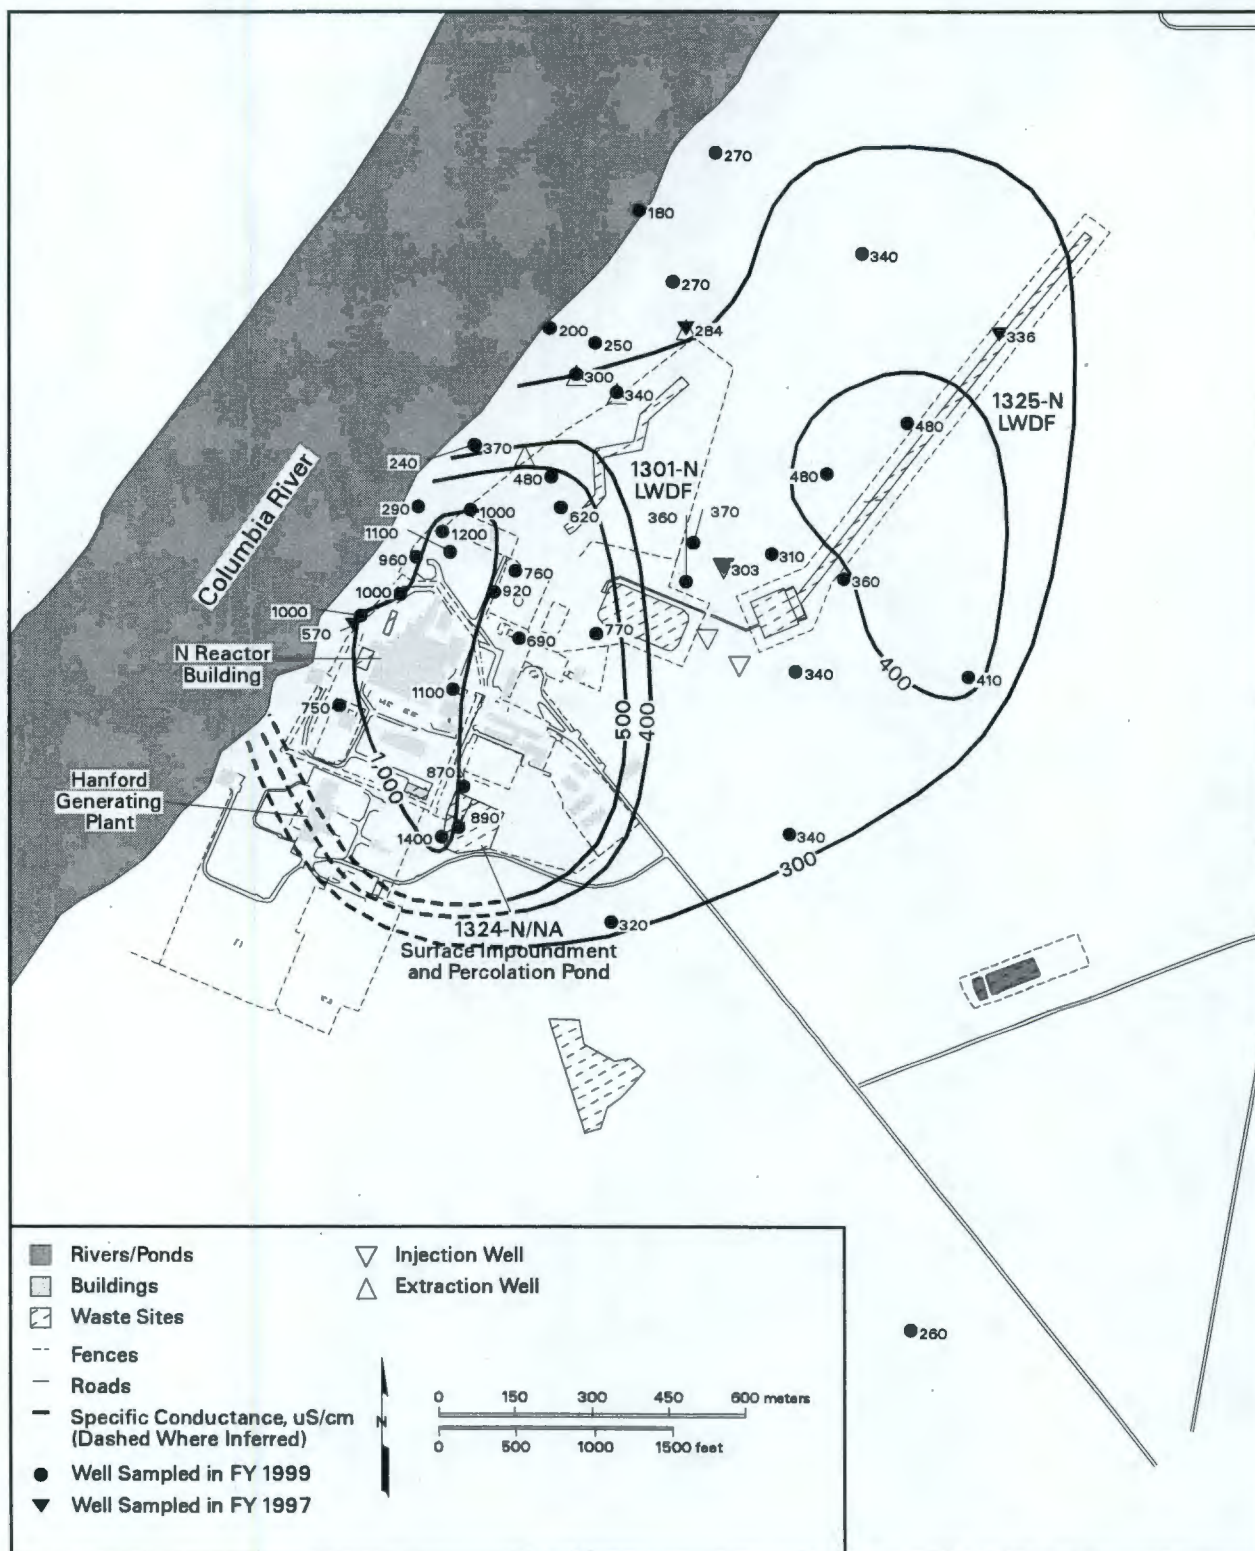 270
180
340
270
284
336
200
250
300
340
1325-N
LWDF
480
370
240
480
1301-N
LWDF
480
Columbia River
290
1000
620
360
370
1100
1200
310
960
760
303
360
1000
920
1000
570
770
690
N Reactor
Building
340
400
410
1100
750
500
400
Hanford
Generating
Plant
1000
870
890
1400
340
300
1324-N/NA
Surface Impoundment
and Percolation Pond
320
Rivers/Ponds
Buildings
Waste Sites
Fences
Roads
Specific Conductance, uS/cm
(Dashed Where Inferred)
Well Sampled in FY 1999
Well Sampled in FY 1997
Injection Well
Extraction Well
N
0 150 300 450 600 meters
0 500 1000 1500 feet
260